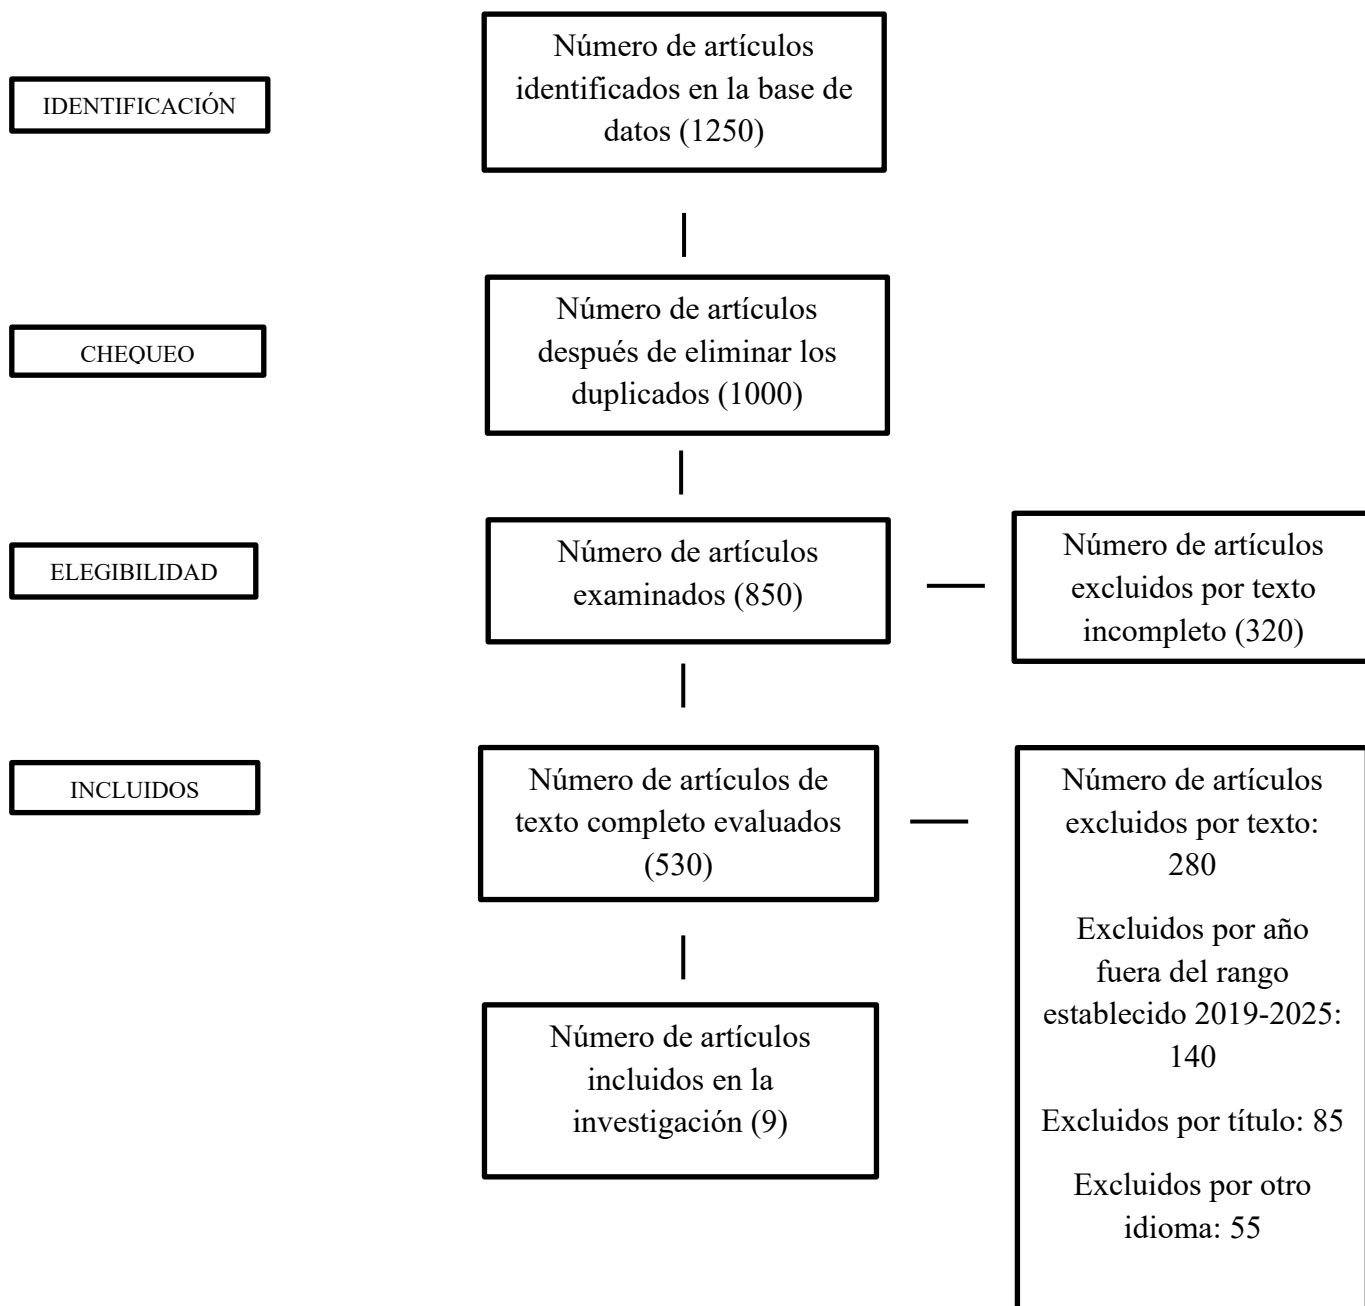 IDENTIFICACIÓN
Número de artículos
identificados en la base de
datos (1250)
CHEQUEO
Número de artículos
después de eliminar los
duplicados (1000)
ELEGIBILIDAD
Número de artículos
examinados (850)
Número de artículos
excluidos por texto
incompleto (320)
INCLUIDOS
Número de artículos de
texto completo evaluados
(530)
Número de artículos
excluidos por texto:
280
Excluidos por año
fuera del rango
establecido 2019-2025:
140
Excluidos por título: 85
Excluidos por otro
idioma: 55
Número de artículos
incluidos en la
investigación (9)